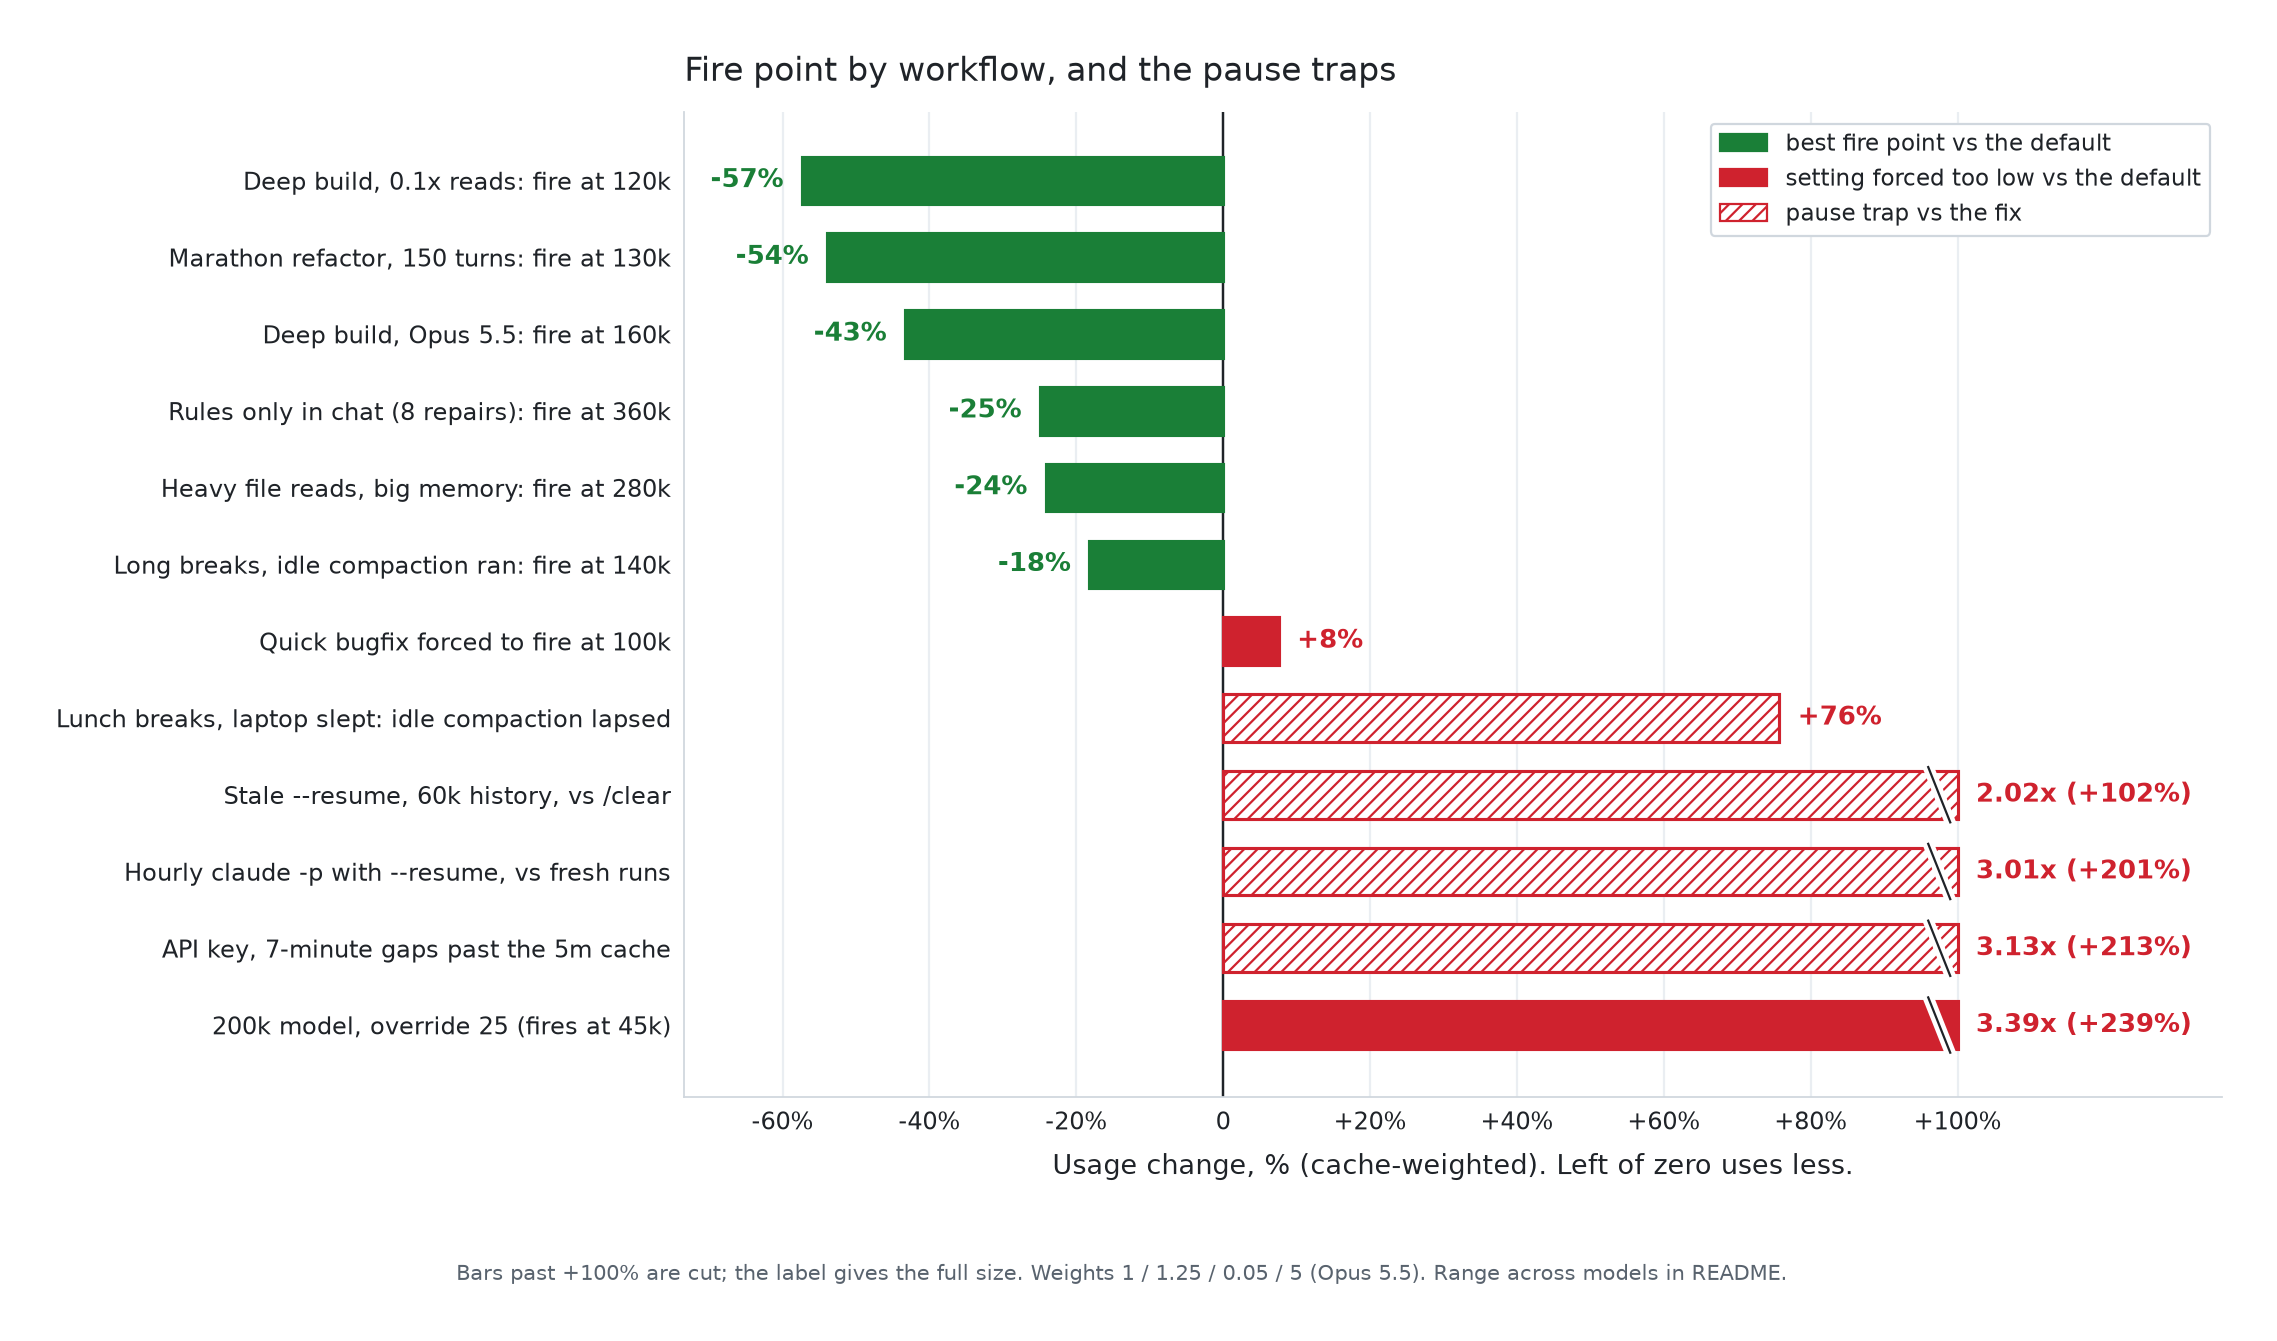 Fire point by workflow, and the pause traps
best fire point vs the default
setting forced too low vs the default
pause trap vs the fix
Deep build, 0.1x reads: fire at 120k
-57%
Marathon refactor, 150 turns: fire at 130k
-54%
Deep build, Opus 5.5: fire at 160k
-43%
Rules only in chat (8 repairs): fire at 360k
-25%
Heavy file reads, big memory: fire at 280k
-24%
Long breaks, idle compaction ran: fire at 140k
-18%
Quick bugfix forced to fire at 100k
+8%
Lunch breaks, laptop slept: idle compaction lapsed
+76%
Stale --resume, 60k history, vs /clear
2.02x (+102%)
Hourly claude -p with --resume, vs fresh runs
3.01x (+201%)
API key, 7-minute gaps past the 5m cache
3.13x (+213%)
200k model, override 25 (fires at 45k)
3.39x (+239%)
-60% -40% -20% 0 +20% +40% +60% +80% +100%
Usage change, % (cache-weighted). Left of zero uses less.
Bars past +100% are cut; the label gives the full size. Weights 1 / 1.25 / 0.05 / 5 (Opus 5.5). Range across models in README.